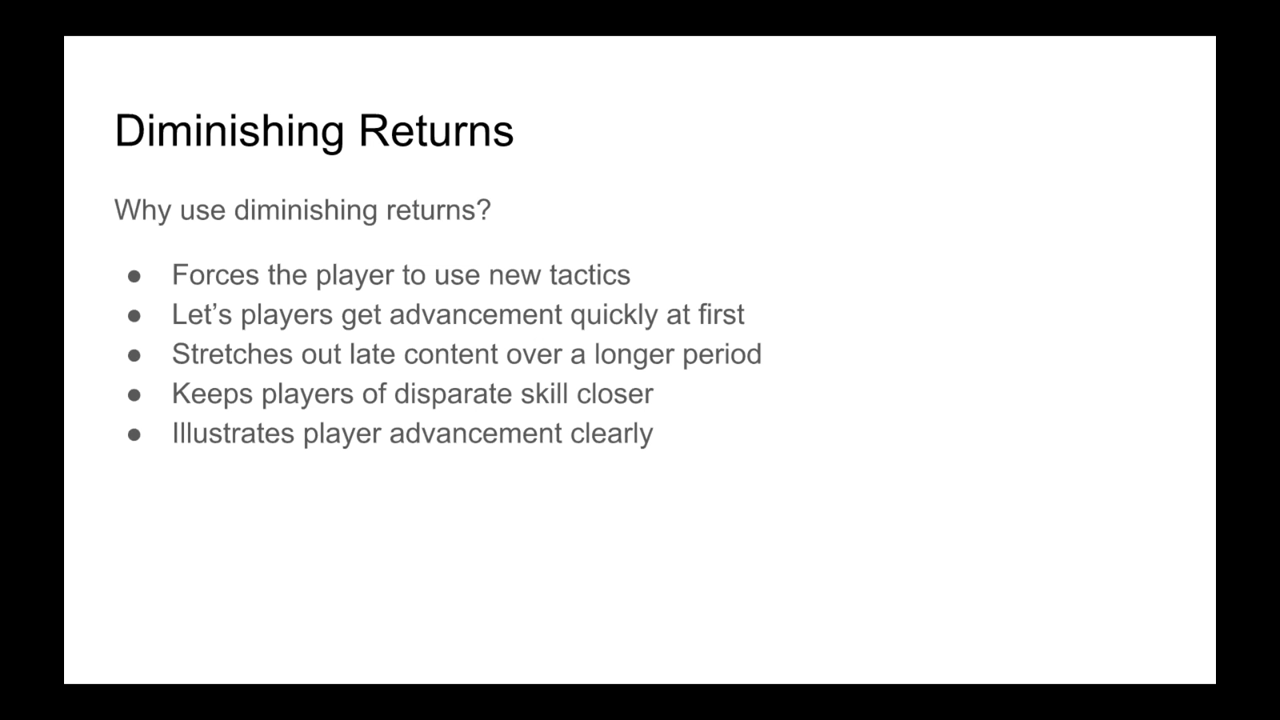 Diminishing Returns
Why use diminishing returns?
● Forces the player to use new tactics
● Let’s players get advancement quickly at first
● Stretches out late content over a longer period
● Keeps players of disparate skill closer
● Illustrates player advancement clearly